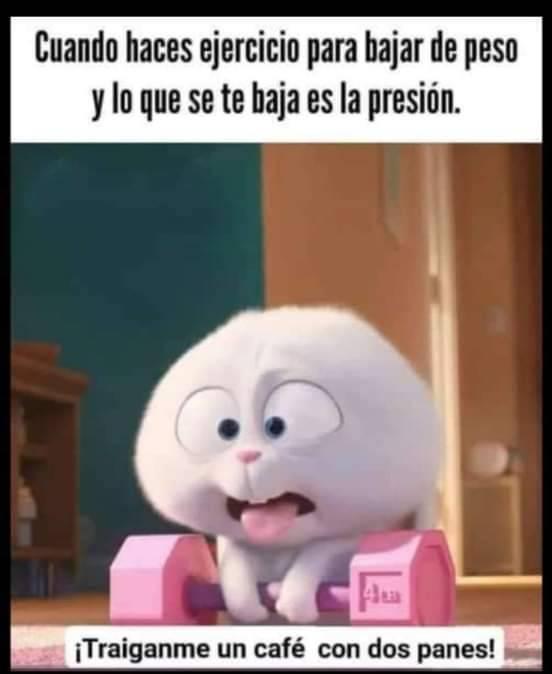 Cuando haces ejercicio para bajar de peso
y lo que se te baja es la presión.
¡Traiganme un café con dos panes!